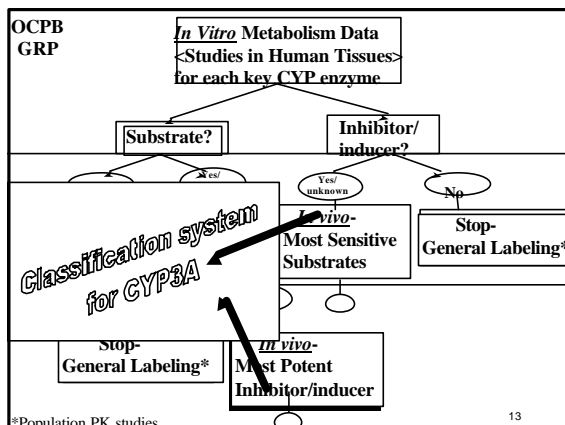 OCPB
GRP
In Vitro Metabolism Data
<Studies in Human Tissues>
for each key CYP enzyme
Substrate?
Inhibitor/
inducer?
Yes/
Yes/
unknown
No
Classification system
for CYP3A
In vivo-
Most Sensitive
Substrates
Stop-
General Labeling*
Stop-
General Labeling*
In vivo-
Most Potent
Inhibitor/inducer
*Population PK studies
13